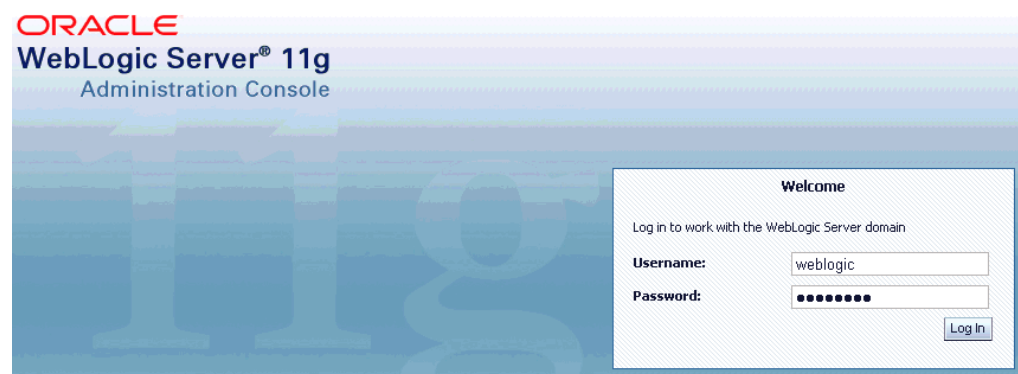 ORACLE
WebLogic Server® 11g
Administration Console
11g
Welcome
Log in to work with the WebLogic Server domain
Username: weblogic
Password: ●●●●●●●●
Log In